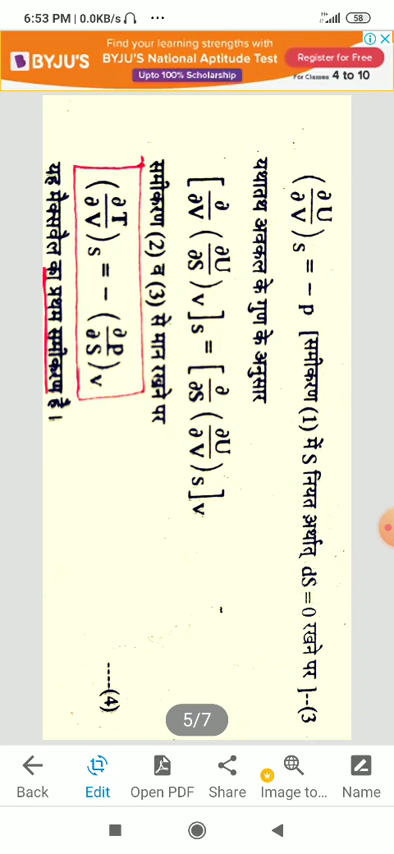 6:53 PM | 0.0KB/s ... 58
BYJU'S
Find your learning strengths with
BYJU'S National Aptitude Test
Upto 100% Scholarship
Register for Free
For Classes 4 to 10
(∂U/∂V)s = - p [समीकरण (1) में S नियत अर्थात् dS = 0 रखने पर ]--(3
यथातथ अवकल के गुण के अनुसार
[∂/∂V (∂U/∂S)v]s = [∂/∂S (∂U/∂V)s]v
समीकरण (2) व (3) से मान रखने पर
(∂T/∂V)s = - (∂P/∂S)v -----(4)
यह मैक्सवेल का प्रथम समीकरण है।
5/7
Back Edit Open PDF Share Image to... Name